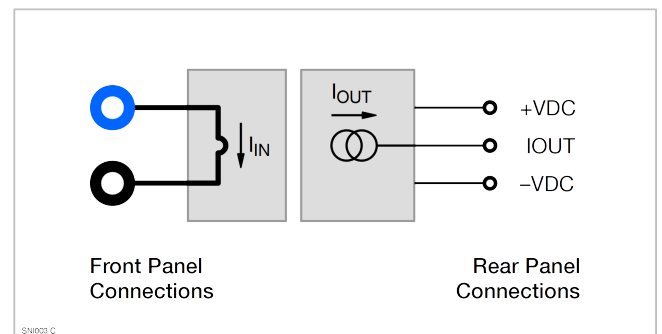 IOUT
IIN
+VDC
IOUT
–VDC
Front Panel
Connections
Rear Panel
Connections
SNI003 C